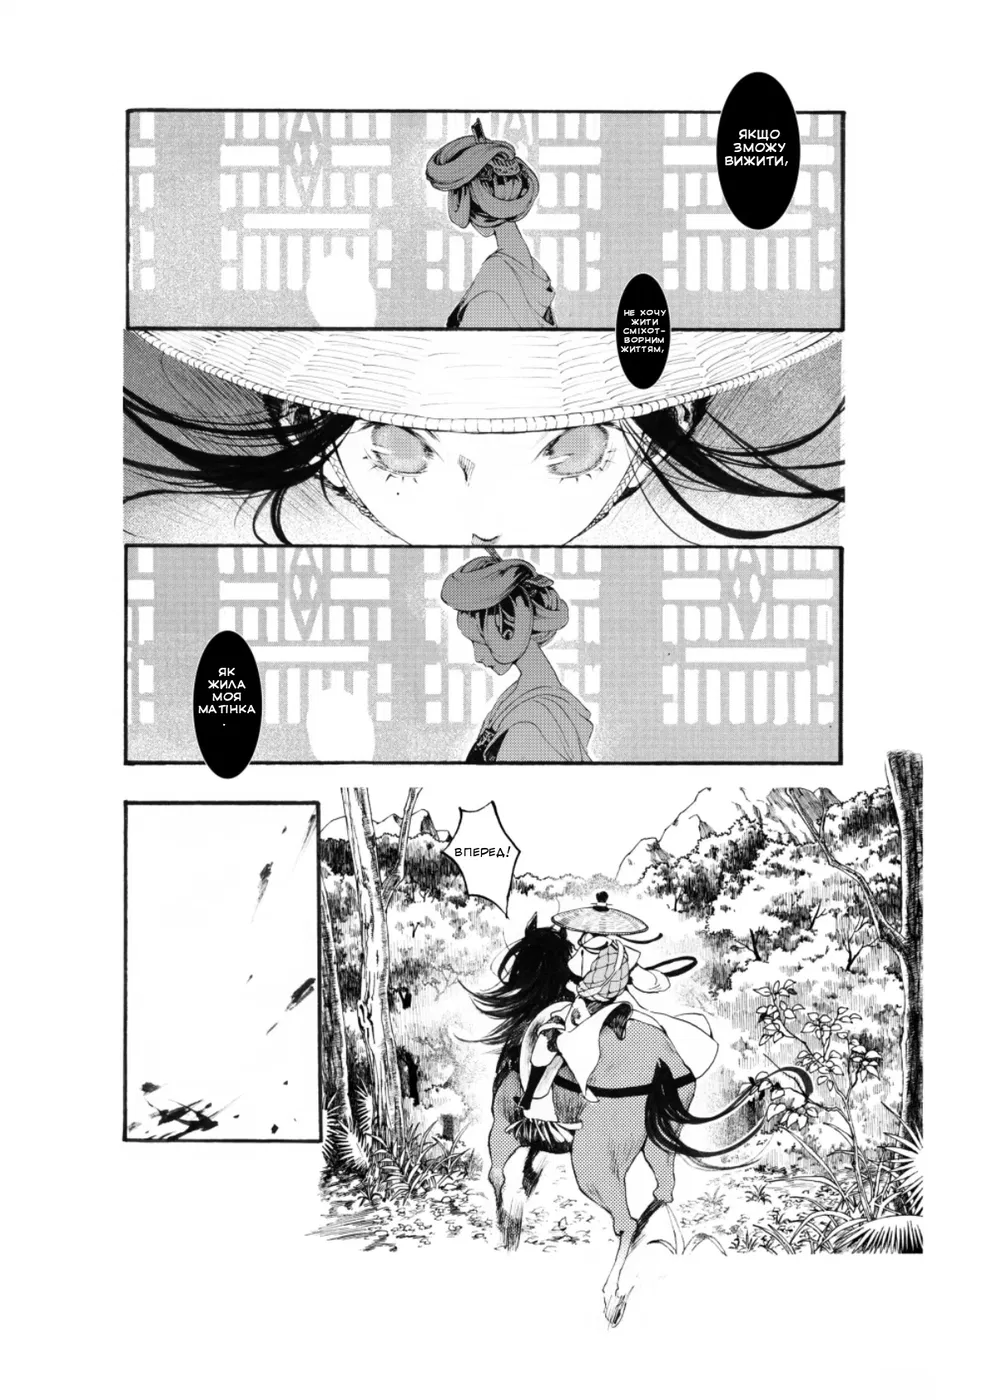 ЯКЩО
ЗМОЖУ
ВИЖИТИ,
НЕ ХОЧУ
ЖИТИ
СМІХОТ-
ВОРНИМ
ЖИТТЯМ,
ЯК
ЖИЛА
МОЯ
МАТІНКА
.
ВПЕРЕД!